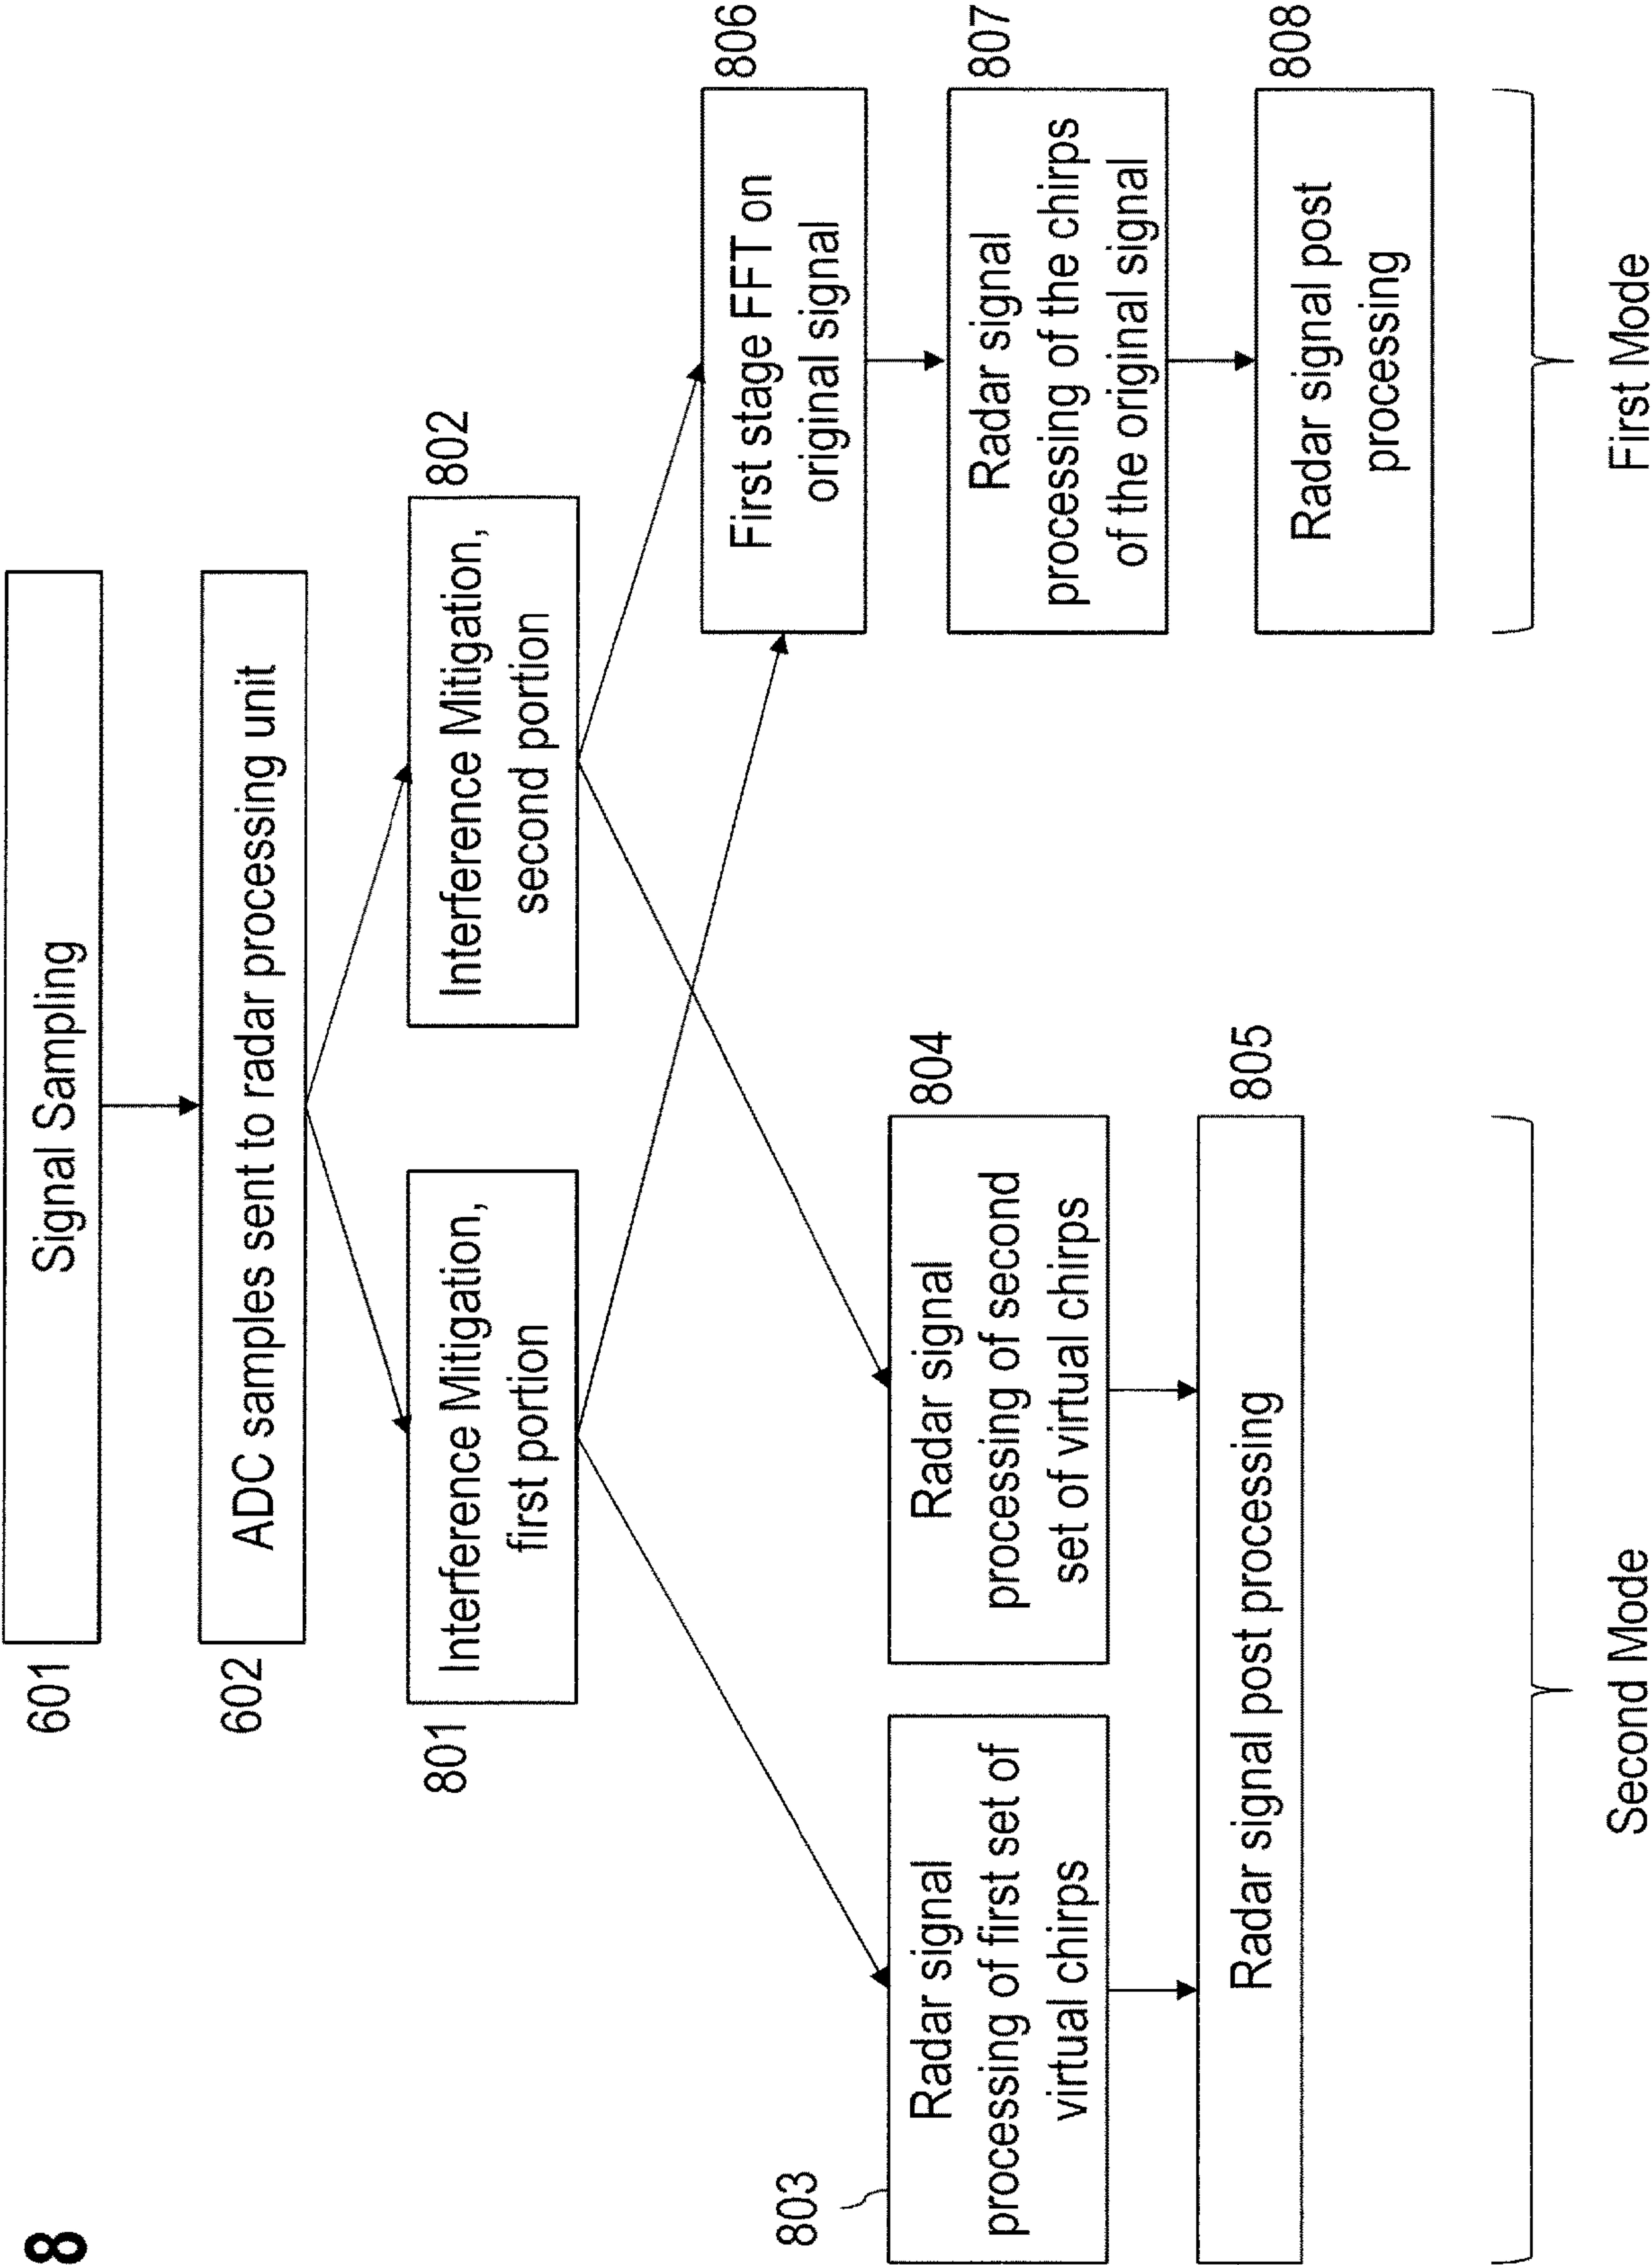 8
601
Signal Sampling
602
ADC samples sent to radar processing unit
801
Interference Mitigation,
first portion
802
Interference Mitigation,
second portion
803
Radar signal
processing of first set of
virtual chirps
804
Radar signal
processing of second
set of virtual chirps
805
Radar signal post processing
Second Mode
806
First stage FFT on
original signal
807
Radar signal
processing of the chirps
of the original signal
808
Radar signal post
processing
First Mode